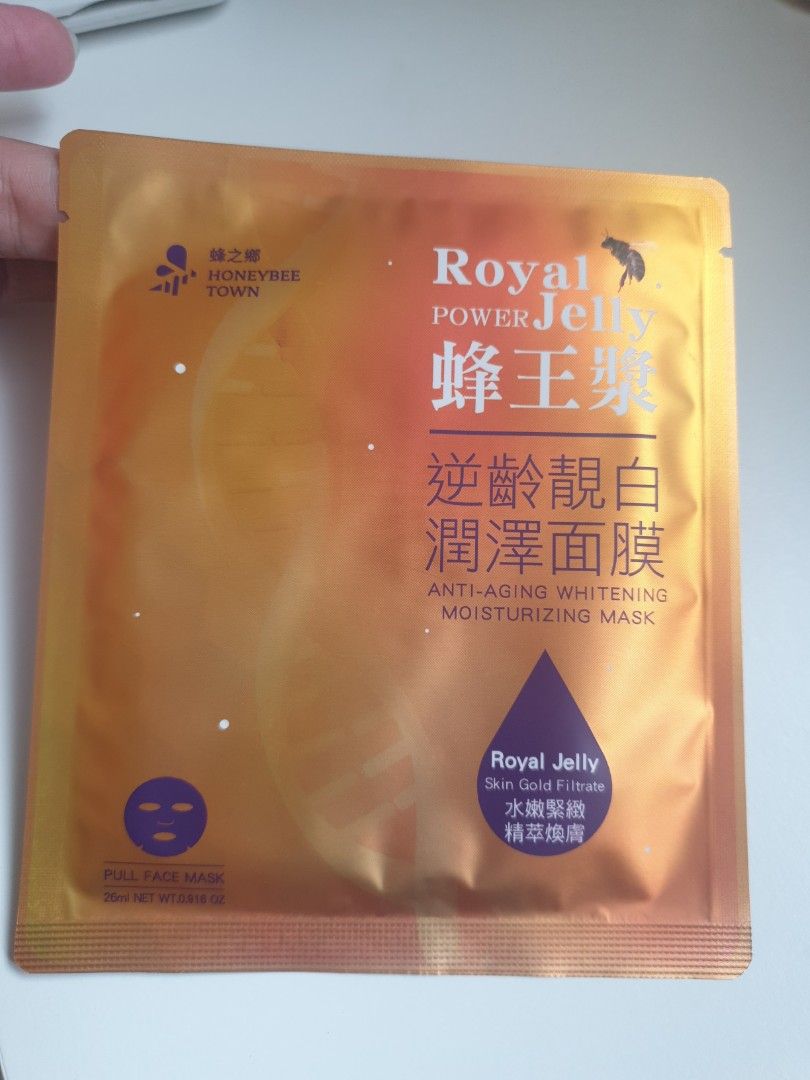 蜂之鄉
HONEYBEE
TOWN
Royal
POWER Jelly
蜂王漿
逆齡靚白
潤澤面膜
ANTI-AGING WHITENING
MOISTURIZING MASK
Royal Jelly
Skin Gold Filtrate
水嫩緊緻
精萃煥膚
PULL FACE MASK
26ml NET WT.0.916 OZ